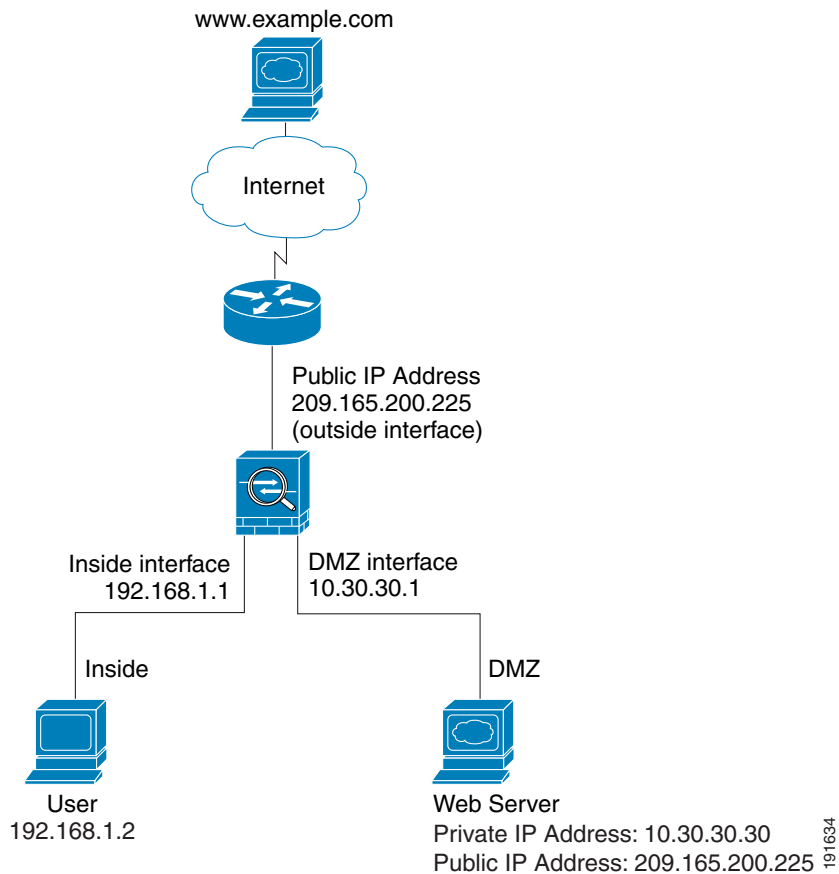 www.example.com
Internet
Public IP Address
209.165.200.225
(outside interface)
Inside interface
192.168.1.1
DMZ interface
10.30.30.1
Inside
DMZ
User
192.168.1.2
Web Server
Private IP Address: 10.30.30.30
Public IP Address: 209.165.200.225
191634